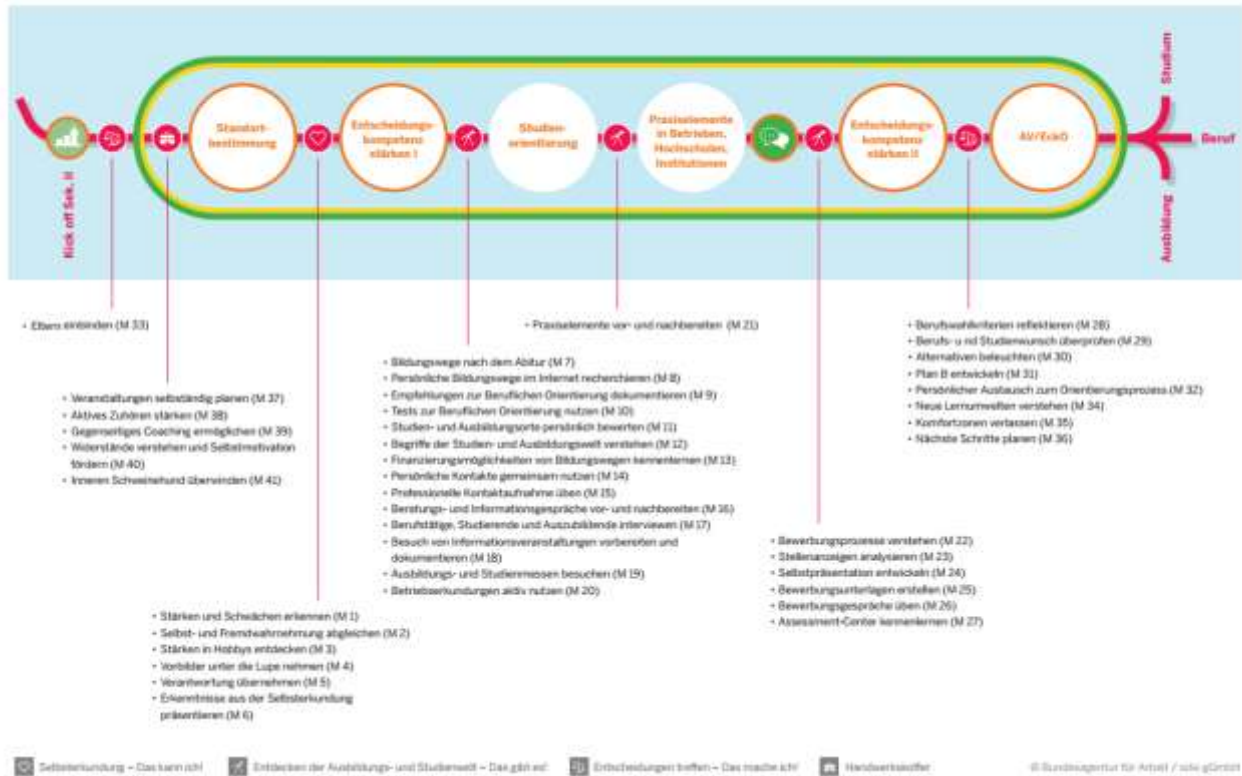 Kick off Sek. II
Standort-
bestimmung
Entscheidungs-
kompetenz
stärken I
Studien-
orientierung
Praxiselemente
in Betrieben,
Hochschulen,
Institutionen
Entscheidungs-
kompetenz
stärken II
AV/EckO
Studium
Beruf
Ausbildung
• Eltern einbinden (M 33)
• Veranstaltungen selbständig planen (M 37)
• Aktives Zuhören stärken (M 38)
• Gegenseitiges Coaching ermöglichen (M 39)
• Widerstände verstehen und Selbstmotivation
fördern (M 40)
• Inneren Schweinehund überwinden (M 41)
• Stärken und Schwächen erkennen (M 1)
• Selbst- und Fremdwahrnehmung abgleichen (M 2)
• Stärken in Hobbys entdecken (M 3)
• Vorbilder unter die Lupe nehmen (M 4)
• Verantwortung übernehmen (M 5)
• Erkenntnisse aus der Selbsterkundung
präsentieren (M 6)
• Bildungswege nach dem Abitur (M 7)
• Persönliche Bildungswege im Internet recherchieren (M 8)
• Empfehlungen zur Beruflichen Orientierung dokumentieren (M 9)
• Tests zur Beruflichen Orientierung nutzen (M 10)
• Studien- und Ausbildungsorte persönlich bewerten (M 11)
• Begriffe der Studien- und Ausbildungswelt verstehen (M 12)
• Finanzierungsmöglichkeiten von Bildungswegen kennenlernen (M 13)
• Persönliche Kontakte gemeinsam nutzen (M 14)
• Professionelle Kontaktaufnahme üben (M 15)
• Beratungs- und Informationsgespräche vor- und nachbereiten (M 16)
• Berufstätige, Studierende und Auszubildende interviewen (M 17)
• Besuch von Informationsveranstaltungen vorbereiten und
dokumentieren (M 18)
• Ausbildungs- und Studienmessen besuchen (M 19)
• Betriebserkundungen aktiv nutzen (M 20)
• Praxiselemente vor- und nachbereiten (M 21)
• Bewerbungsprozesse verstehen (M 22)
• Stellenanzeigen analysieren (M 23)
• Selbstpräsentation entwickeln (M 24)
• Bewerbungsunterlagen erstellen (M 25)
• Bewerbungsgespräche üben (M 26)
• Assessment-Center kennenlernen (M 27)
• Berufswahlkriterien reflektieren (M 28)
• Berufs- u nd Studienwunsch überprüfen (M 29)
• Alternativen beleuchten (M 30)
• Plan B entwickeln (M 31)
• Persönlicher Austausch zum Orientierungsprozess (M 32)
• Neue Lernumwelten verstehen (M 34)
• Komfortzonen verlassen (M 35)
• Nächste Schritte planen (M 36)
Selbsterkundung – Das kann ich!
Entdecken der Ausbildungs- und Studienwelt – Das gibt es!
Entscheidungen treffen – Das mache ich!
Handwerkskoffer
© Bundesagentur für Arbeit / solo gGmbH